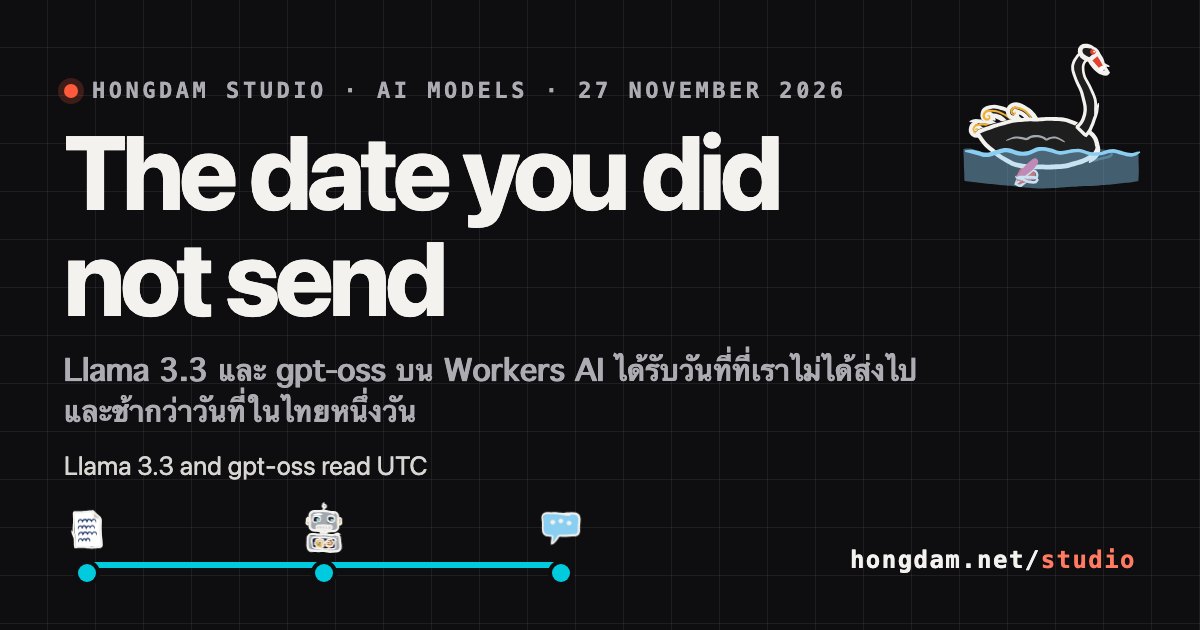 HONGDAM STUDIO · AI MODELS · 27 NOVEMBER 2026
The date you did
not send
Llama 3.3 และ gpt-oss บน Workers AI ได้รับวันที่ที่เราไม่ได้ส่งไป
และช้ากว่าวันที่ในไทยหนึ่งวัน
Llama 3.3 and gpt-oss read UTC
hongdam.net/studio